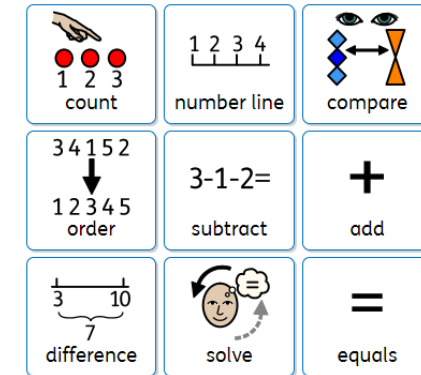 1 2 3
count
1 2 3 4
number line
compare
3 4 1 5 2
1 2 3 4 5
order
3-1-2=
subtract
+
add
3 10
7
difference
=
solve
=
equals